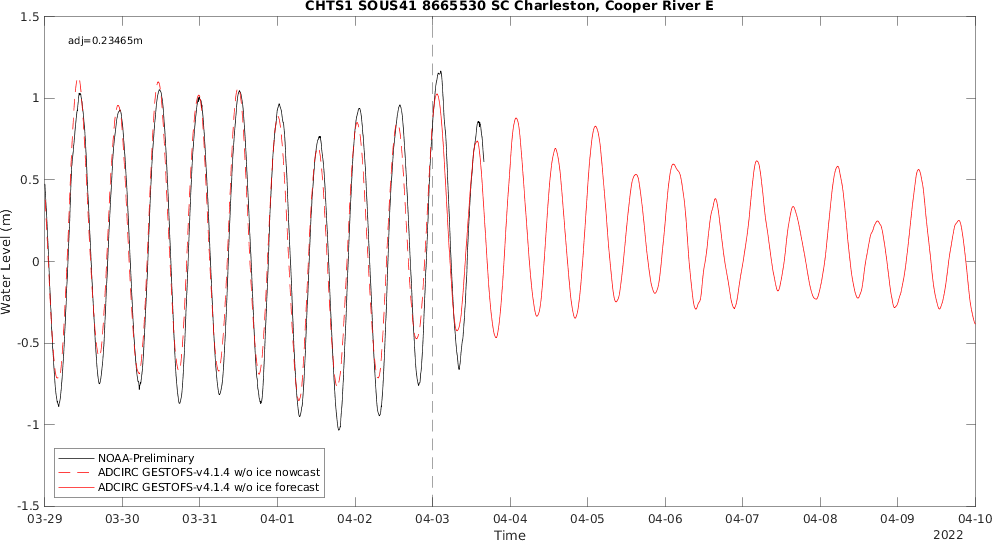 CHTS1 SOUS41 8665530 SC Charleston, Cooper River E
1.5
adj=0.23465m
1
0.5
0
-0.5
-1
-1.5
Water Level (m)
NOAA-Preliminary
ADCIRC GESTOFS-v4.1.4 w/o ice nowcast
ADCIRC GESTOFS-v4.1.4 w/o ice forecast
03-29 03-30 03-31 04-01 04-02 04-03 04-04 04-05 04-06 04-07 04-08 04-09 04-10
Time
2022